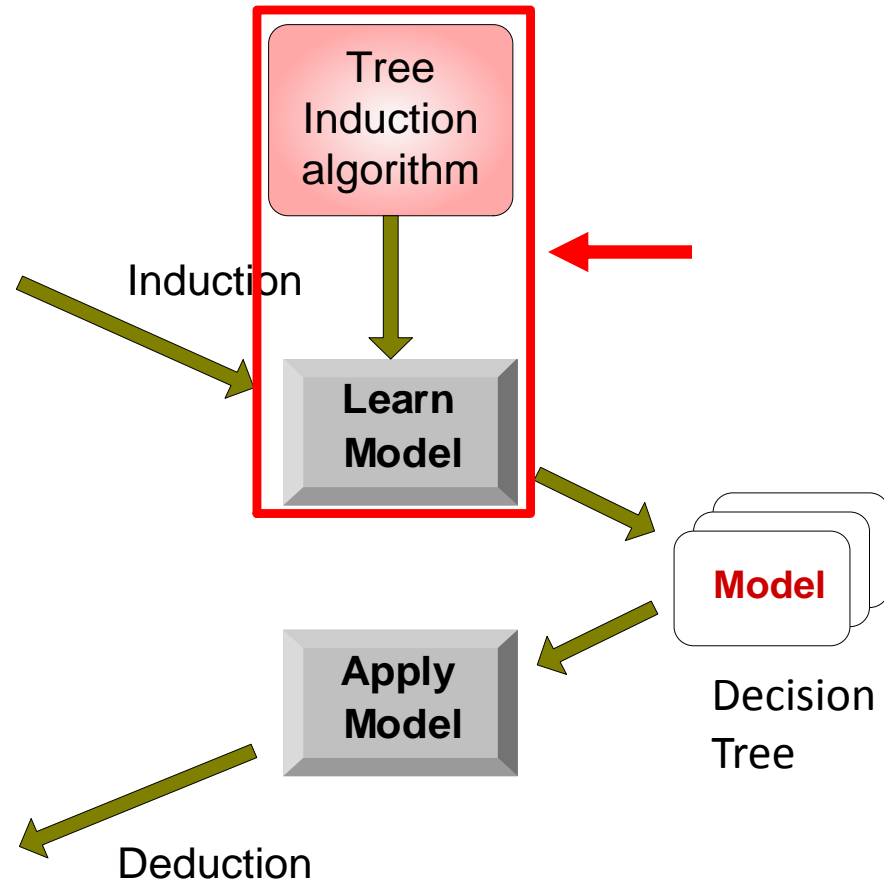 Tree
Induction
algorithm
Induction
Learn
Model
Model
Apply
Model
Decision
Tree
Deduction